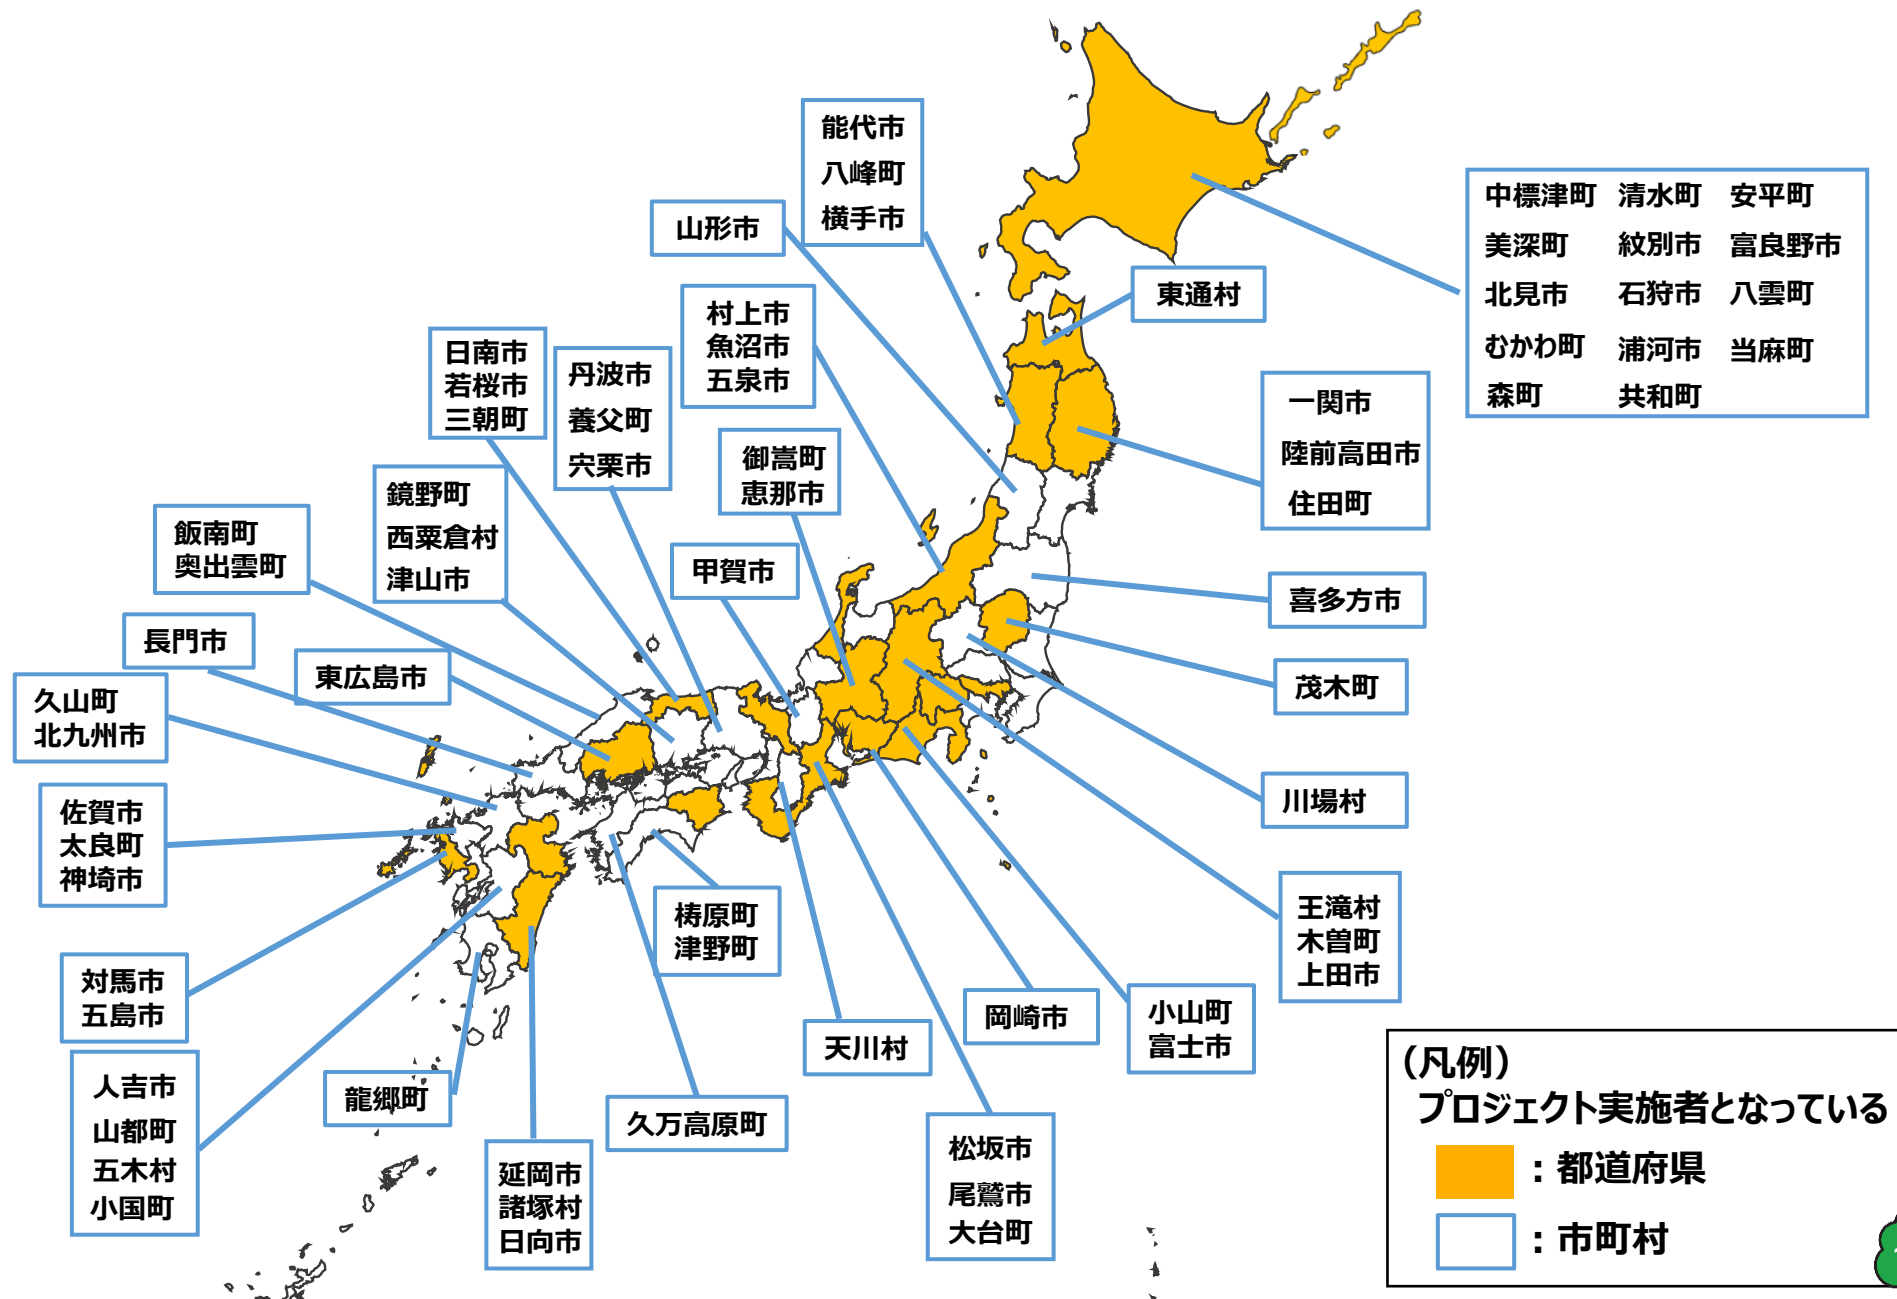 能代市
八峰町
横手市
山形市
中標津町 清水町 安平町
美深町 紋別市 富良野市
北見市 石狩市 八雲町
むかわ町 浦河市 当麻町
森町 共和町
東通村
村上市
魚沼市
五泉市
日南市
若桜市
三朝町
丹波市
養父町
宍粟市
一関市
陸前高田市
住田町
御嵩町
恵那市
鏡野町
西粟倉村
津山市
飯南町
奥出雲町
甲賀市
喜多方市
長門市
東広島市
茂木町
久山町
北九州市
川場村
佐賀市
太良町
神埼市
梼原町
津野町
王滝村
木曽町
上田市
対馬市
五島市
岡崎市
小山町
富士市
天川村
人吉市
山都町
五木村
小国町
龍郷町
久万高原町
延岡市
諸塚村
日向市
松坂市
尾鷲市
大台町
（凡例）
プロジェクト実施者となっている
：都道府県
：市町村